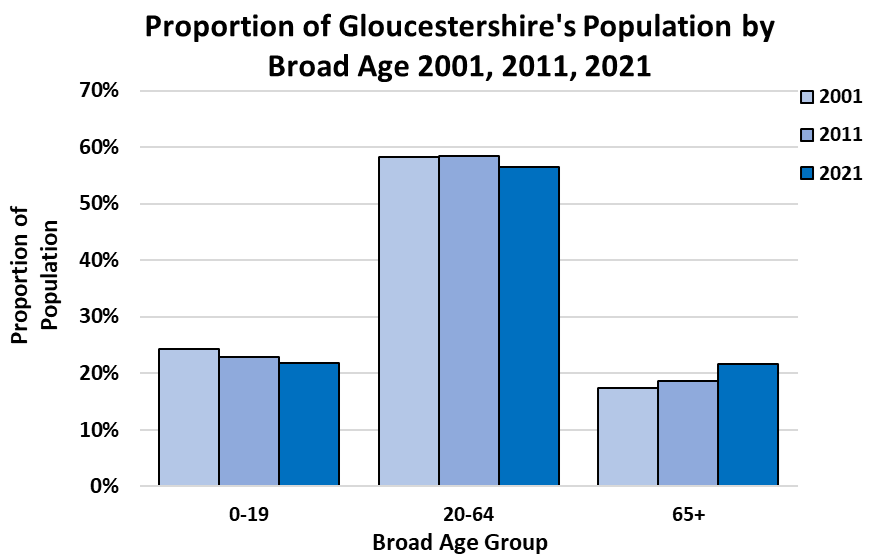 Proportion of Gloucestershire's Population by
Broad Age 2001, 2011, 2021
70%
60%
50%
40%
30%
20%
10%
0%
Proportion of
Population
0-19
20-64
65+
Broad Age Group
2001
2011
2021